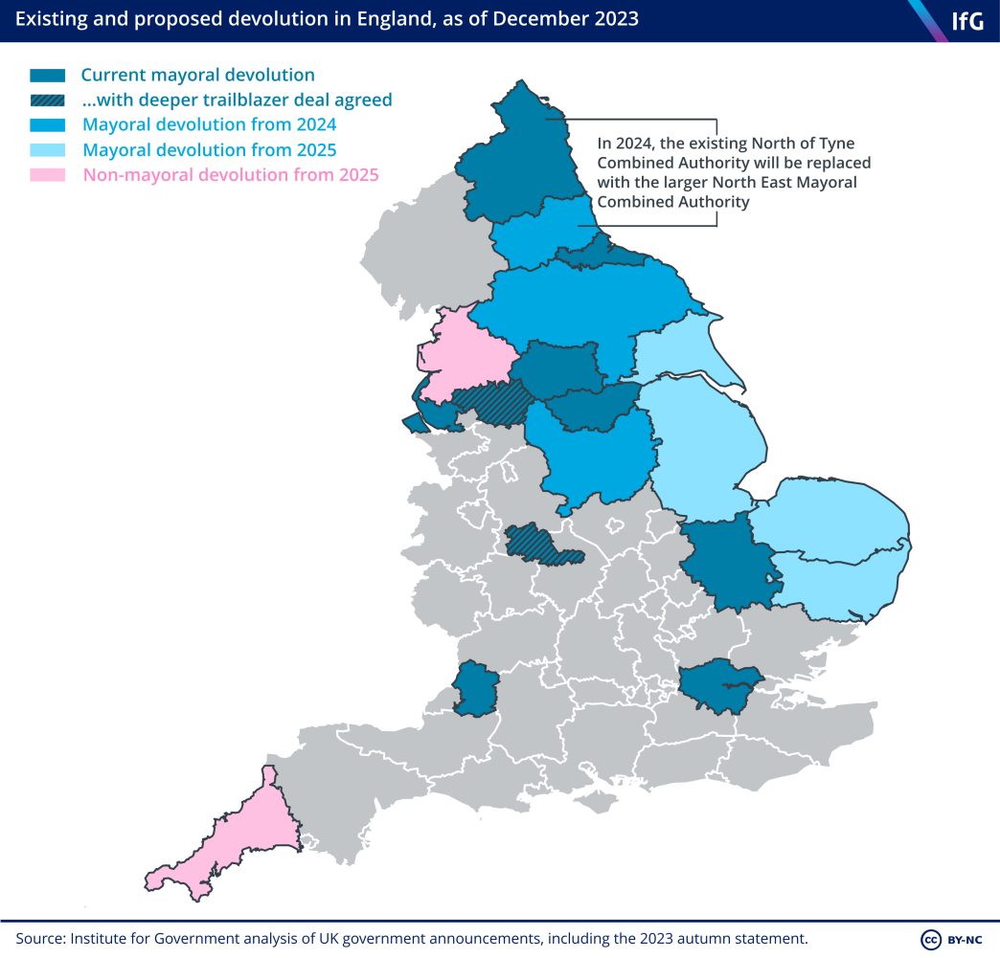 Existing and proposed devolution in England, as of December 2023
IfG
Current mayoral devolution
...with deeper trailblazer deal agreed
Mayoral devolution from 2024
Mayoral devolution from 2025
Non-mayoral devolution from 2025
In 2024, the existing North of Tyne
Combined Authority will be replaced
with the larger North East Mayoral
Combined Authority
Source: Institute for Government analysis of UK government announcements, including the 2023 autumn statement.
cc BY-NC